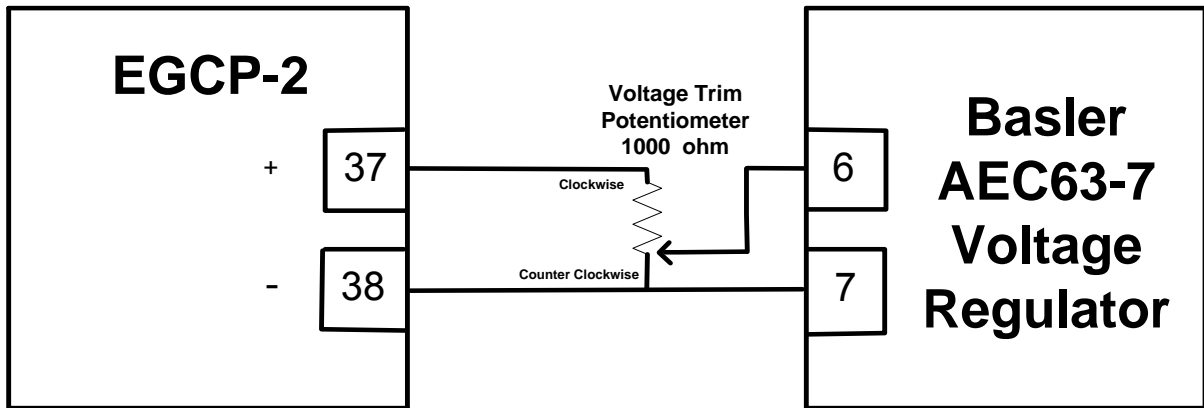 EGCP-2
Voltage Trim
Potentiometer
1000 ohm
Basler
AEC63-7
Voltage
Regulator
+
37
Clockwise
6
-
38
Counter Clockwise
7